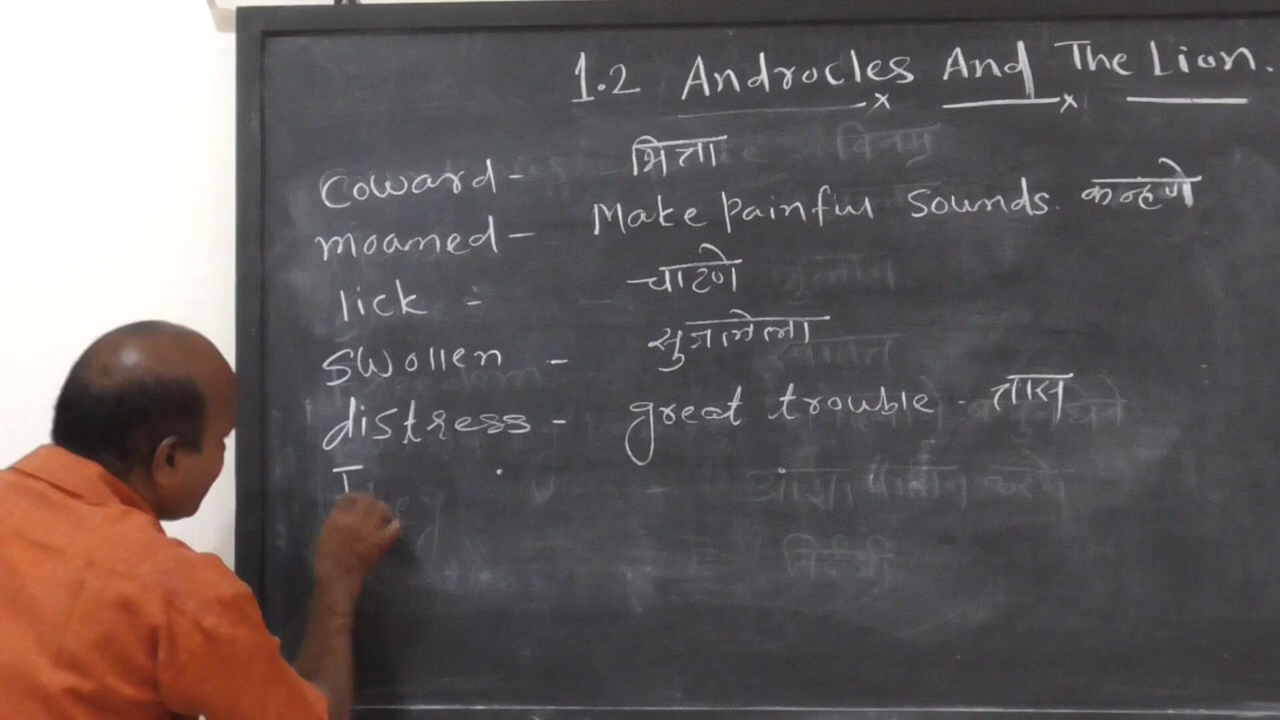 1.2 Androcles And The Lion.
Coward - भित्रा
moamed - Make painful sounds. कन्हणे
lick - चाटणे
swollen - सुजलेला
distress - great trouble - त्रास